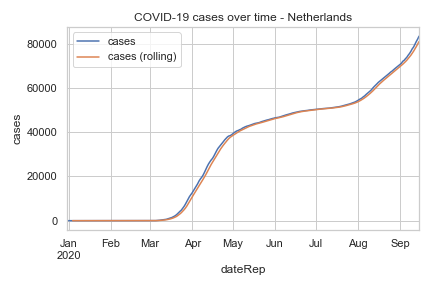 COVID-19 cases over time - Netherlands
cases
cases (rolling)
80000
60000
40000
20000
0
cases
Jan Feb Mar Apr May Jun Jul Aug Sep
2020
dateRep